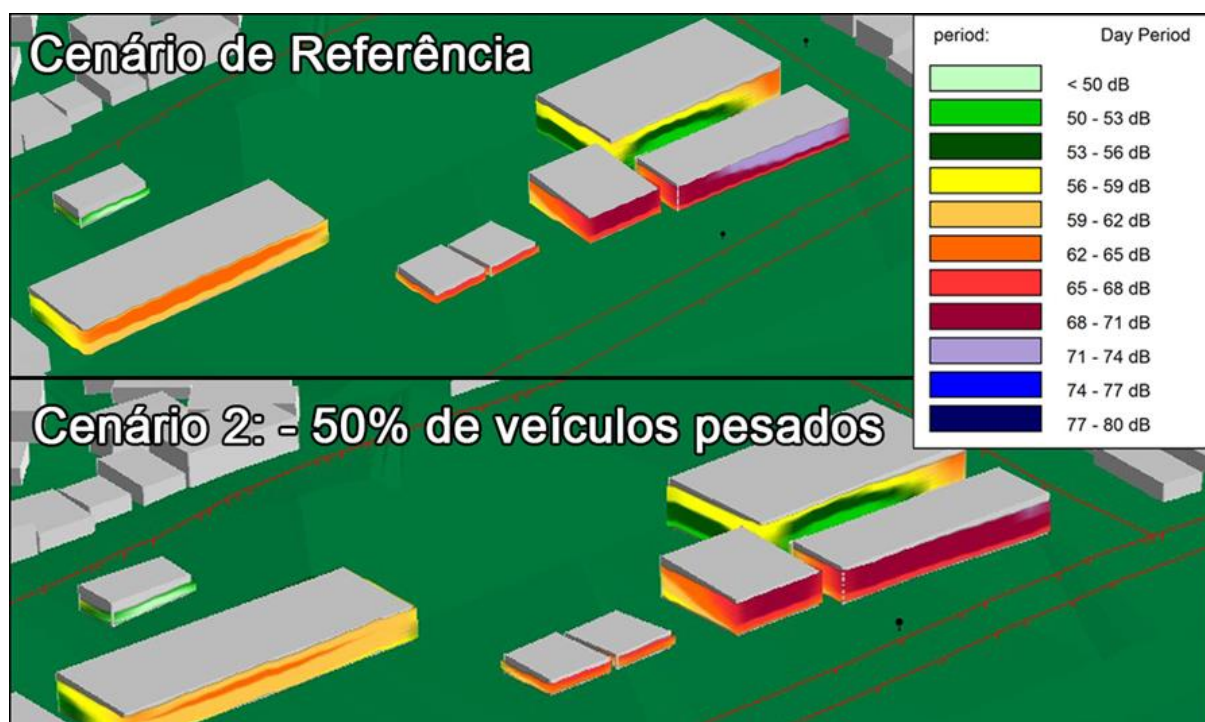 Cenário de Referência
period: Day Period
< 50 dB
50 - 53 dB
53 - 56 dB
56 - 59 dB
59 - 62 dB
62 - 65 dB
65 - 68 dB
68 - 71 dB
71 - 74 dB
74 - 77 dB
77 - 80 dB
Cenário 2: - 50% de veículos pesados